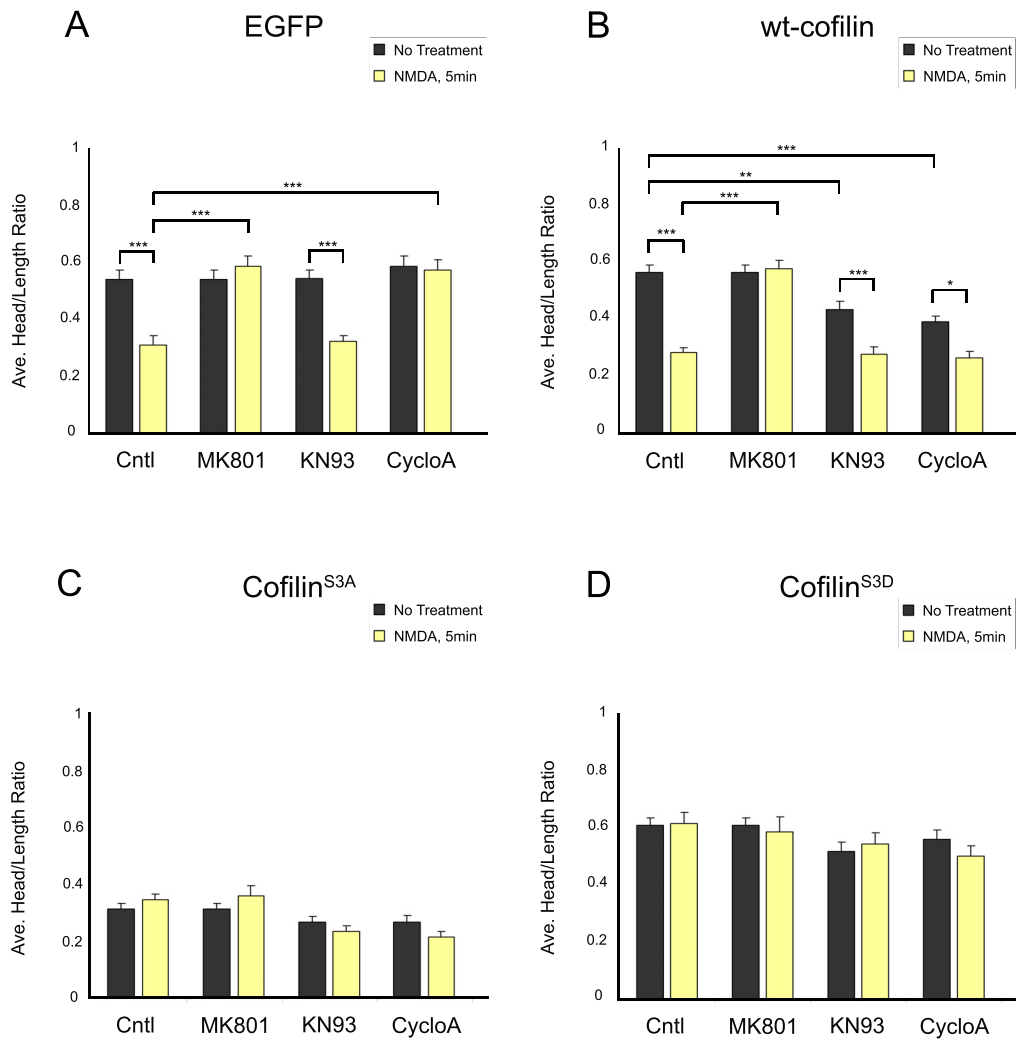 A
EGFP
No Treatment
NMDA, 5min
Ave. Head/Length Ratio
1
0.8
0.6
0.4
0.2
0
***
***
***
***
Cntl
MK801
KN93
CycloA
B
wt-cofilin
No Treatment
NMDA, 5min
Ave. Head/Length Ratio
1
0.8
0.6
0.4
0.2
0
***
**
***
***
***
*
Cntl
MK801
KN93
CycloA
C
Cofilin^S3A
No Treatment
NMDA, 5min
Ave. Head/Length Ratio
1
0.8
0.6
0.4
0.2
0
Cntl
MK801
KN93
CycloA
D
Cofilin^S3D
No Treatment
NMDA, 5min
Ave. Head/Length Ratio
1
0.8
0.6
0.4
0.2
0
Cntl
MK801
KN93
CycloA